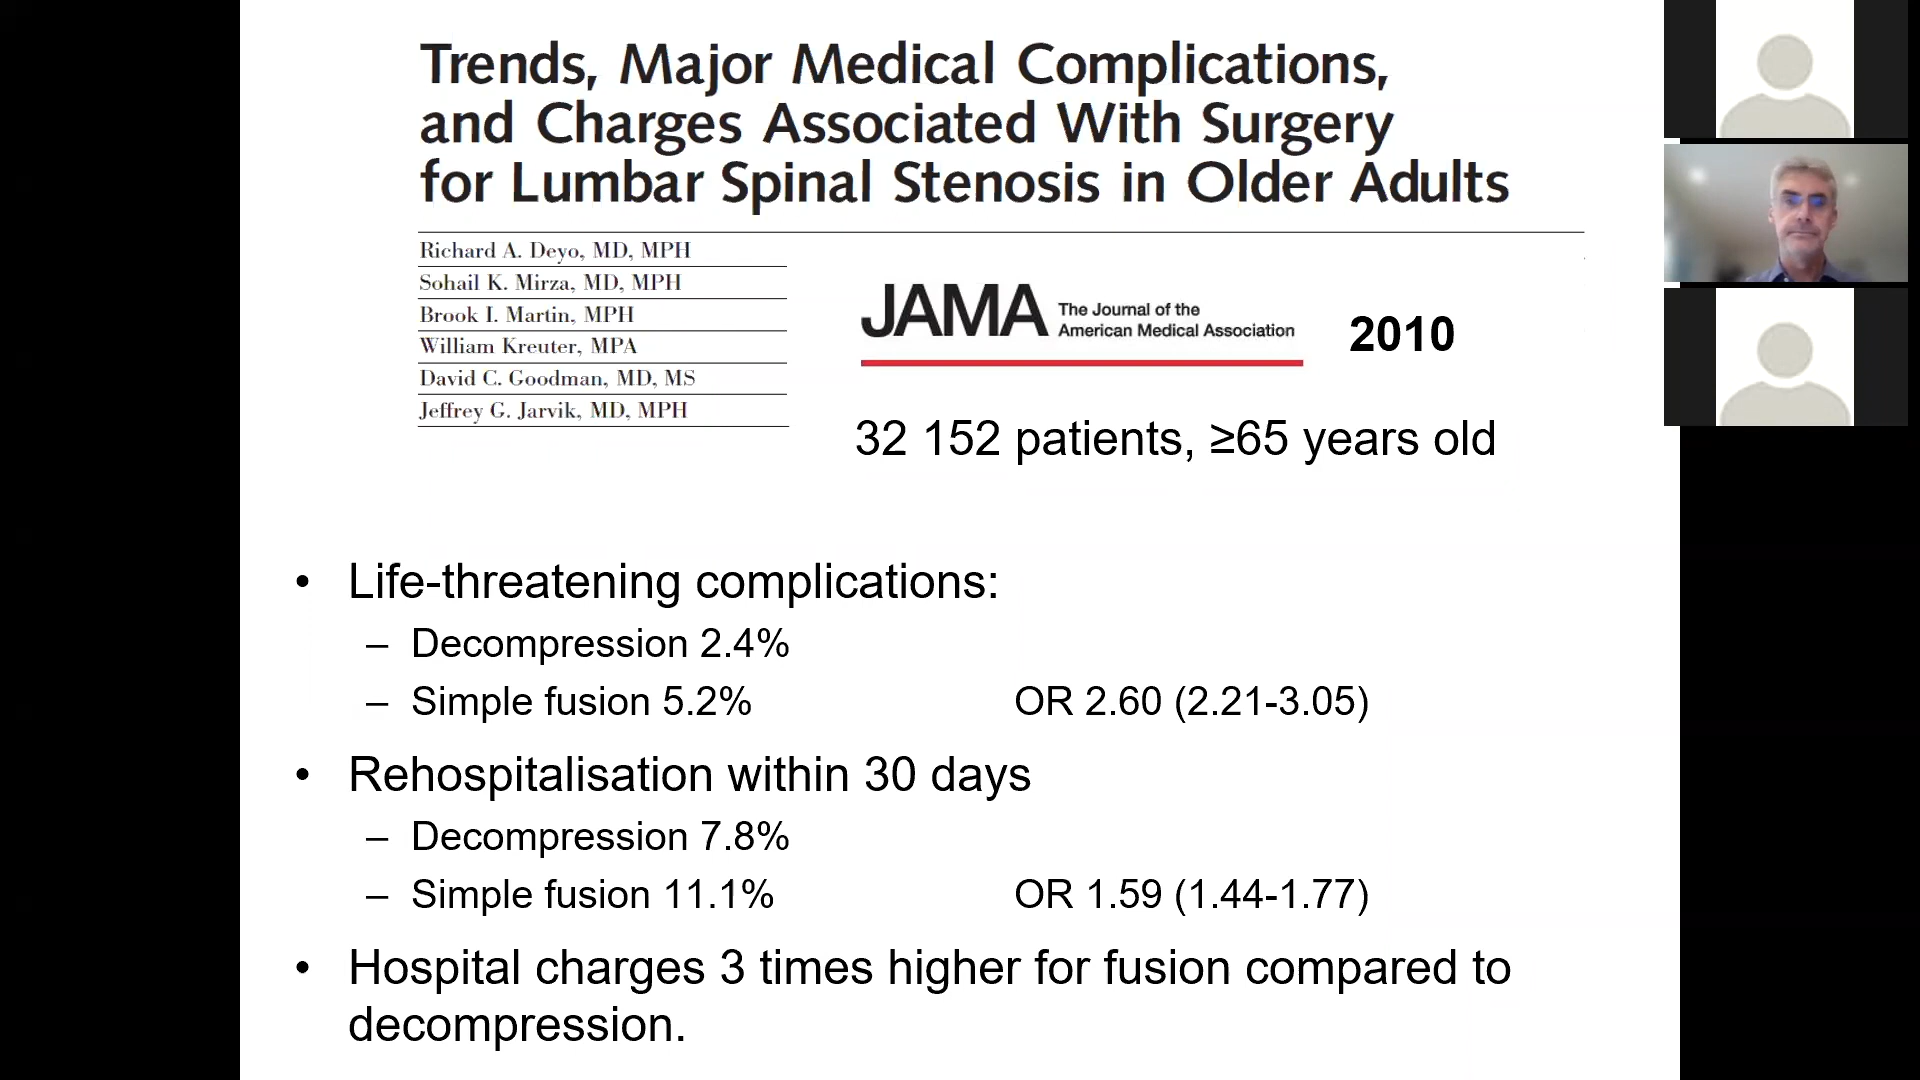 Trends, Major Medical Complications,
and Charges Associated With Surgery
for Lumbar Spinal Stenosis in Older Adults
Richard A. Deyo, MD, MPH
Sohail K. Mirza, MD, MPH
Brook I. Martin, MPH
William Kreuter, MPA
David C. Goodman, MD, MS
Jeffrey G. Jarvik, MD, MPH
JAMA The Journal of the
American Medical Association
2010
32 152 patients, ≥65 years old
• Life-threatening complications:
– Decompression 2.4%
– Simple fusion 5.2% OR 2.60 (2.21-3.05)
• Rehospitalisation within 30 days
– Decompression 7.8%
– Simple fusion 11.1% OR 1.59 (1.44-1.77)
• Hospital charges 3 times higher for fusion compared to
decompression.